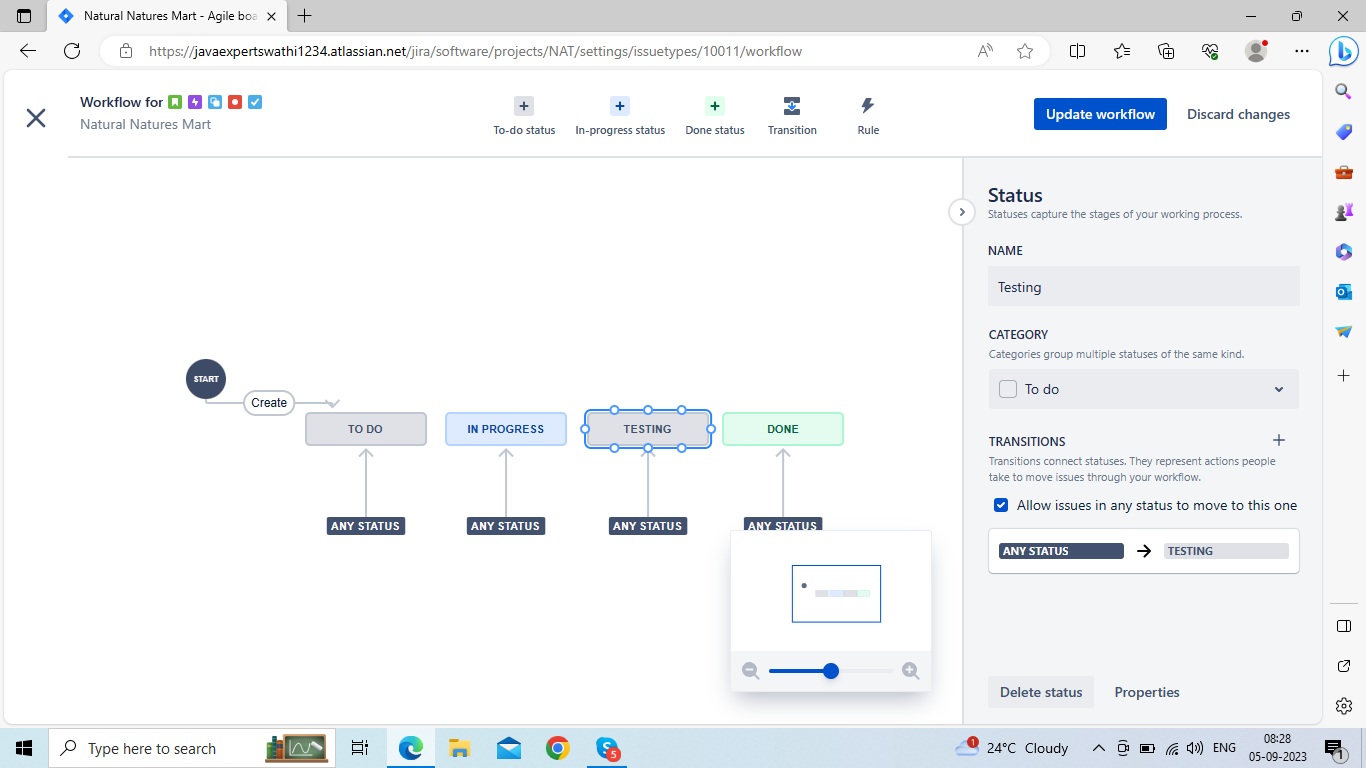 Natural Natures Mart - Agile boa
https://javaexpertswathi1234.atlassian.net/jira/software/projects/NAT/settings/issuetypes/10011/workflow
Workflow for
Natural Natures Mart
To-do status
In-progress status
Done status
Transition
Rule
Update workflow
Discard changes
START
Create
TO DO
IN PROGRESS
TESTING
DONE
ANY STATUS
ANY STATUS
ANY STATUS
ANY STATUS
Status
Statuses capture the stages of your working process.
NAME
Testing
CATEGORY
Categories group multiple statuses of the same kind.
To do
TRANSITIONS
Transitions connect statuses. They represent actions people
take to move issues through your workflow.
Allow issues in any status to move to this one
ANY STATUS
TESTING
Delete status
Properties
Type here to search
5
1
24°C Cloudy
ENG
08:28
05-09-2023
1